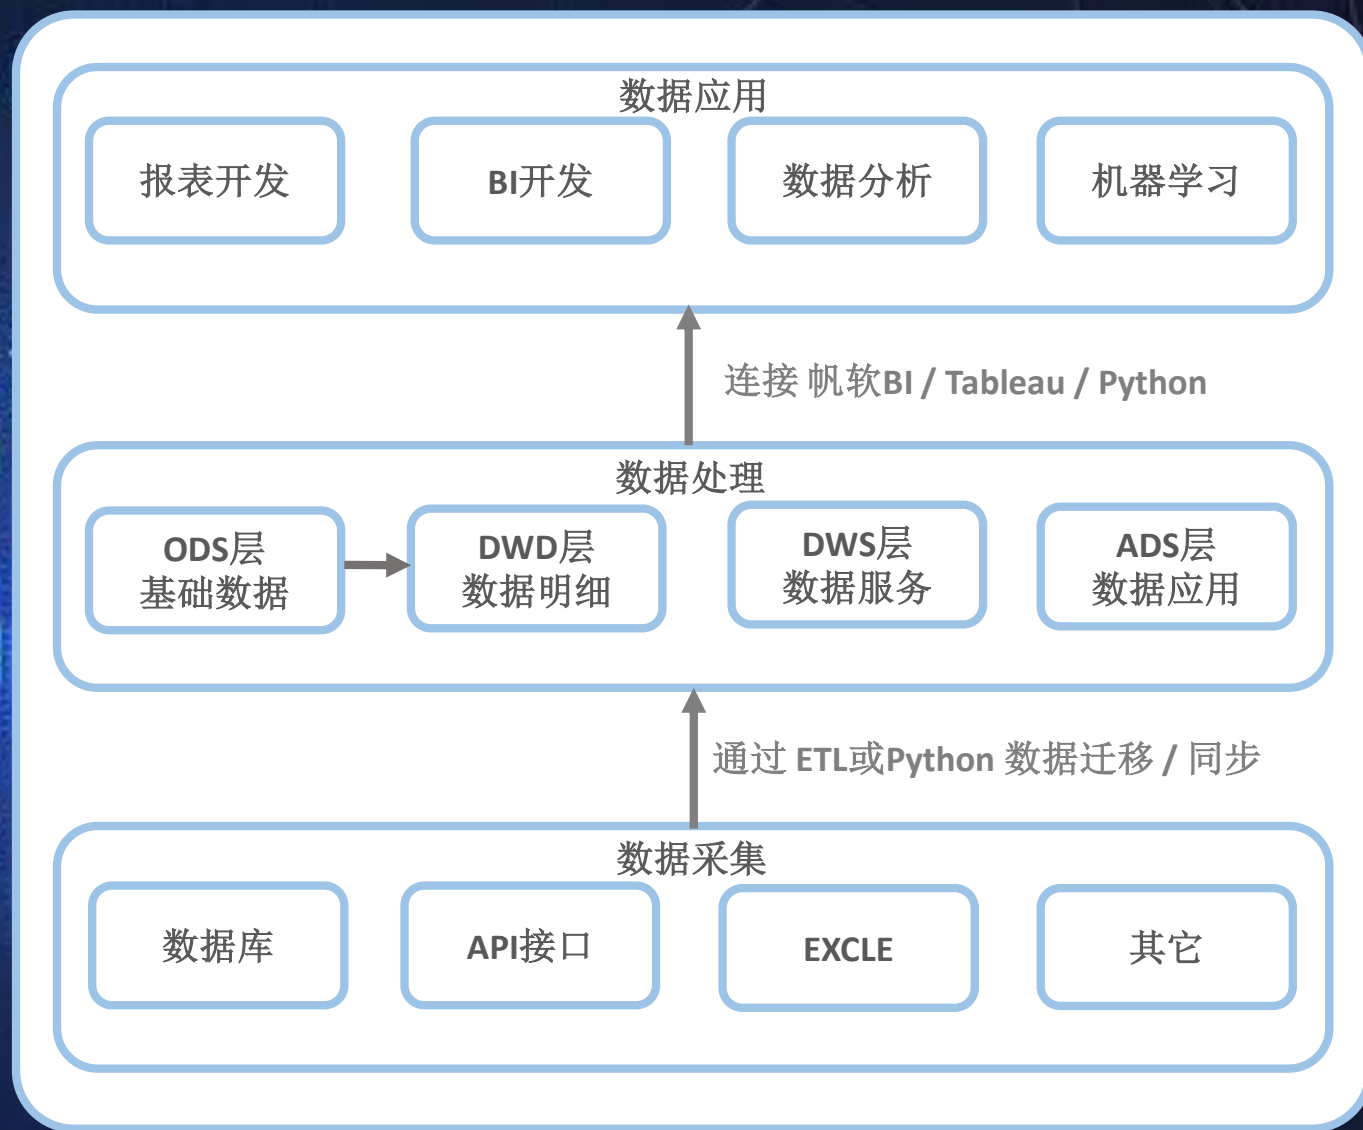 数据应用
报表开发
BI开发
数据分析
机器学习
连接 帆软BI / Tableau / Python
数据处理
ODS层
基础数据
DWD层
数据明细
DWS层
数据服务
ADS层
数据应用
通过 ETL或Python 数据迁移 / 同步
数据采集
数据库
API接口
EXCLE
其它